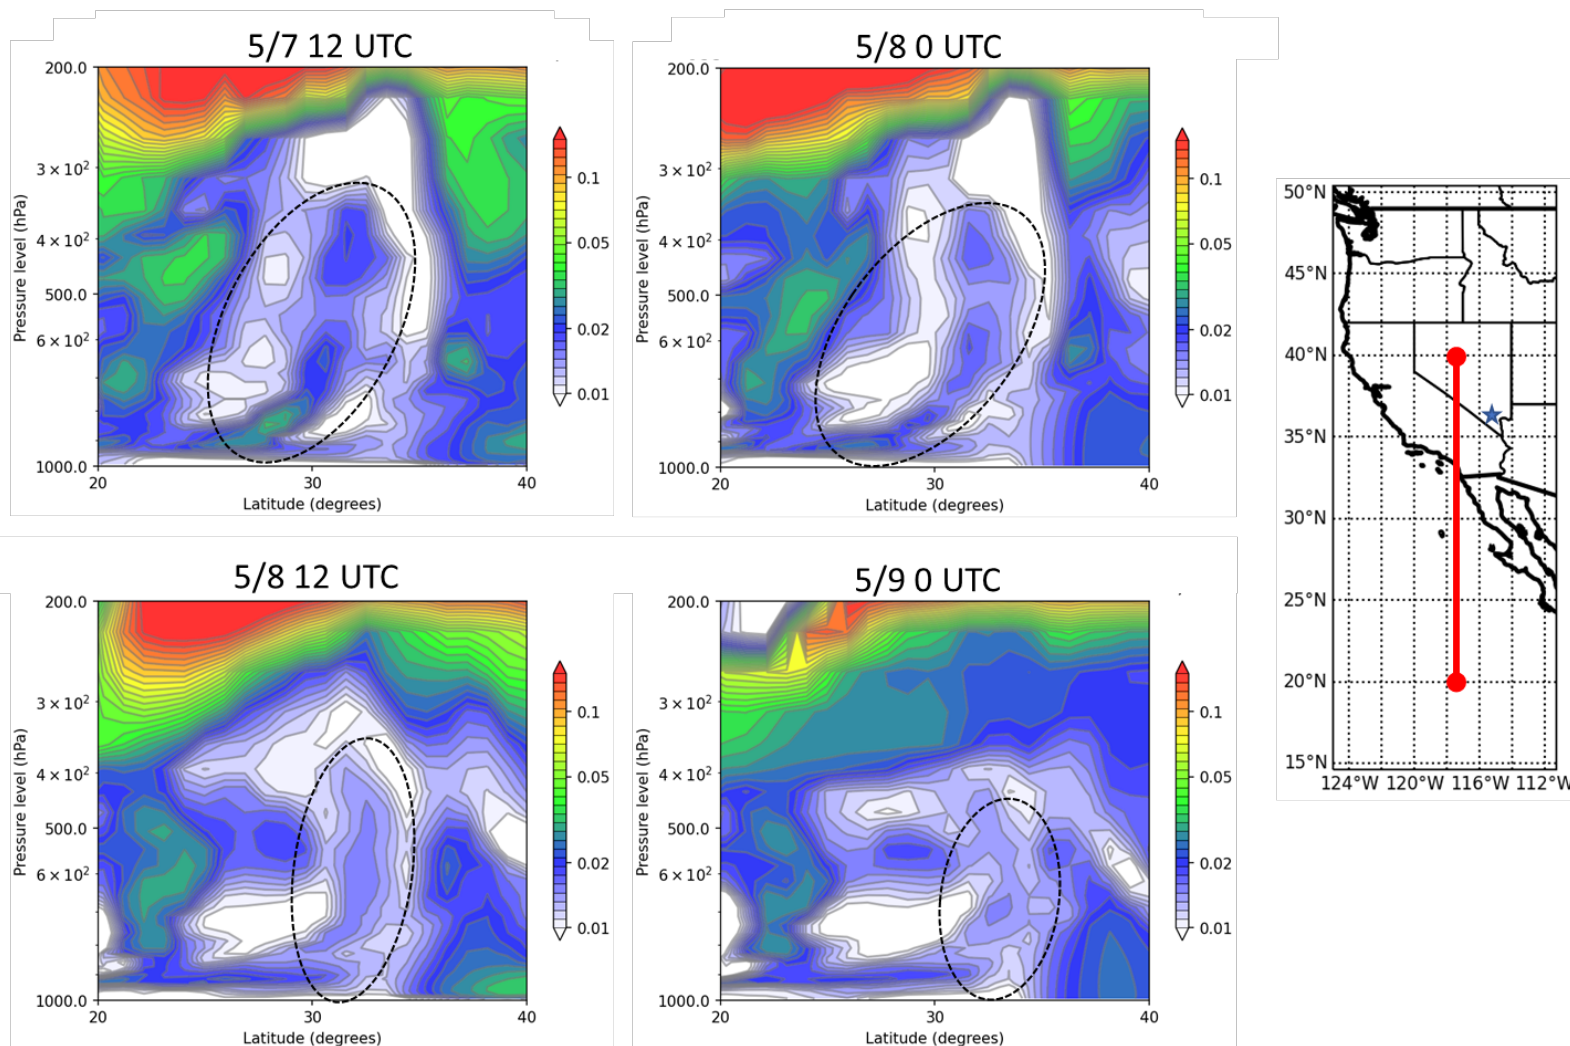 5/7 12 UTC
200.0
3 × 10²
4 × 10²
500.0
6 × 10²
1000.0
Pressure level (hPa)
20
30
40
Latitude (degrees)
0.1
0.05
0.02
0.01
5/8 0 UTC
200.0
3 × 10²
4 × 10²
500.0
6 × 10²
1000.0
Pressure level (hPa)
20
30
40
Latitude (degrees)
0.1
0.05
0.02
0.01
50°N
45°N
40°N
35°N
30°N
25°N
20°N
15°N
124°W 120°W 116°W 112°W
5/8 12 UTC
200.0
3 × 10²
4 × 10²
500.0
6 × 10²
1000.0
Pressure level (hPa)
20
30
40
Latitude (degrees)
0.1
0.05
0.02
0.01
5/9 0 UTC
200.0
3 × 10²
4 × 10²
500.0
6 × 10²
1000.0
Pressure level (hPa)
20
30
40
Latitude (degrees)
0.1
0.05
0.02
0.01